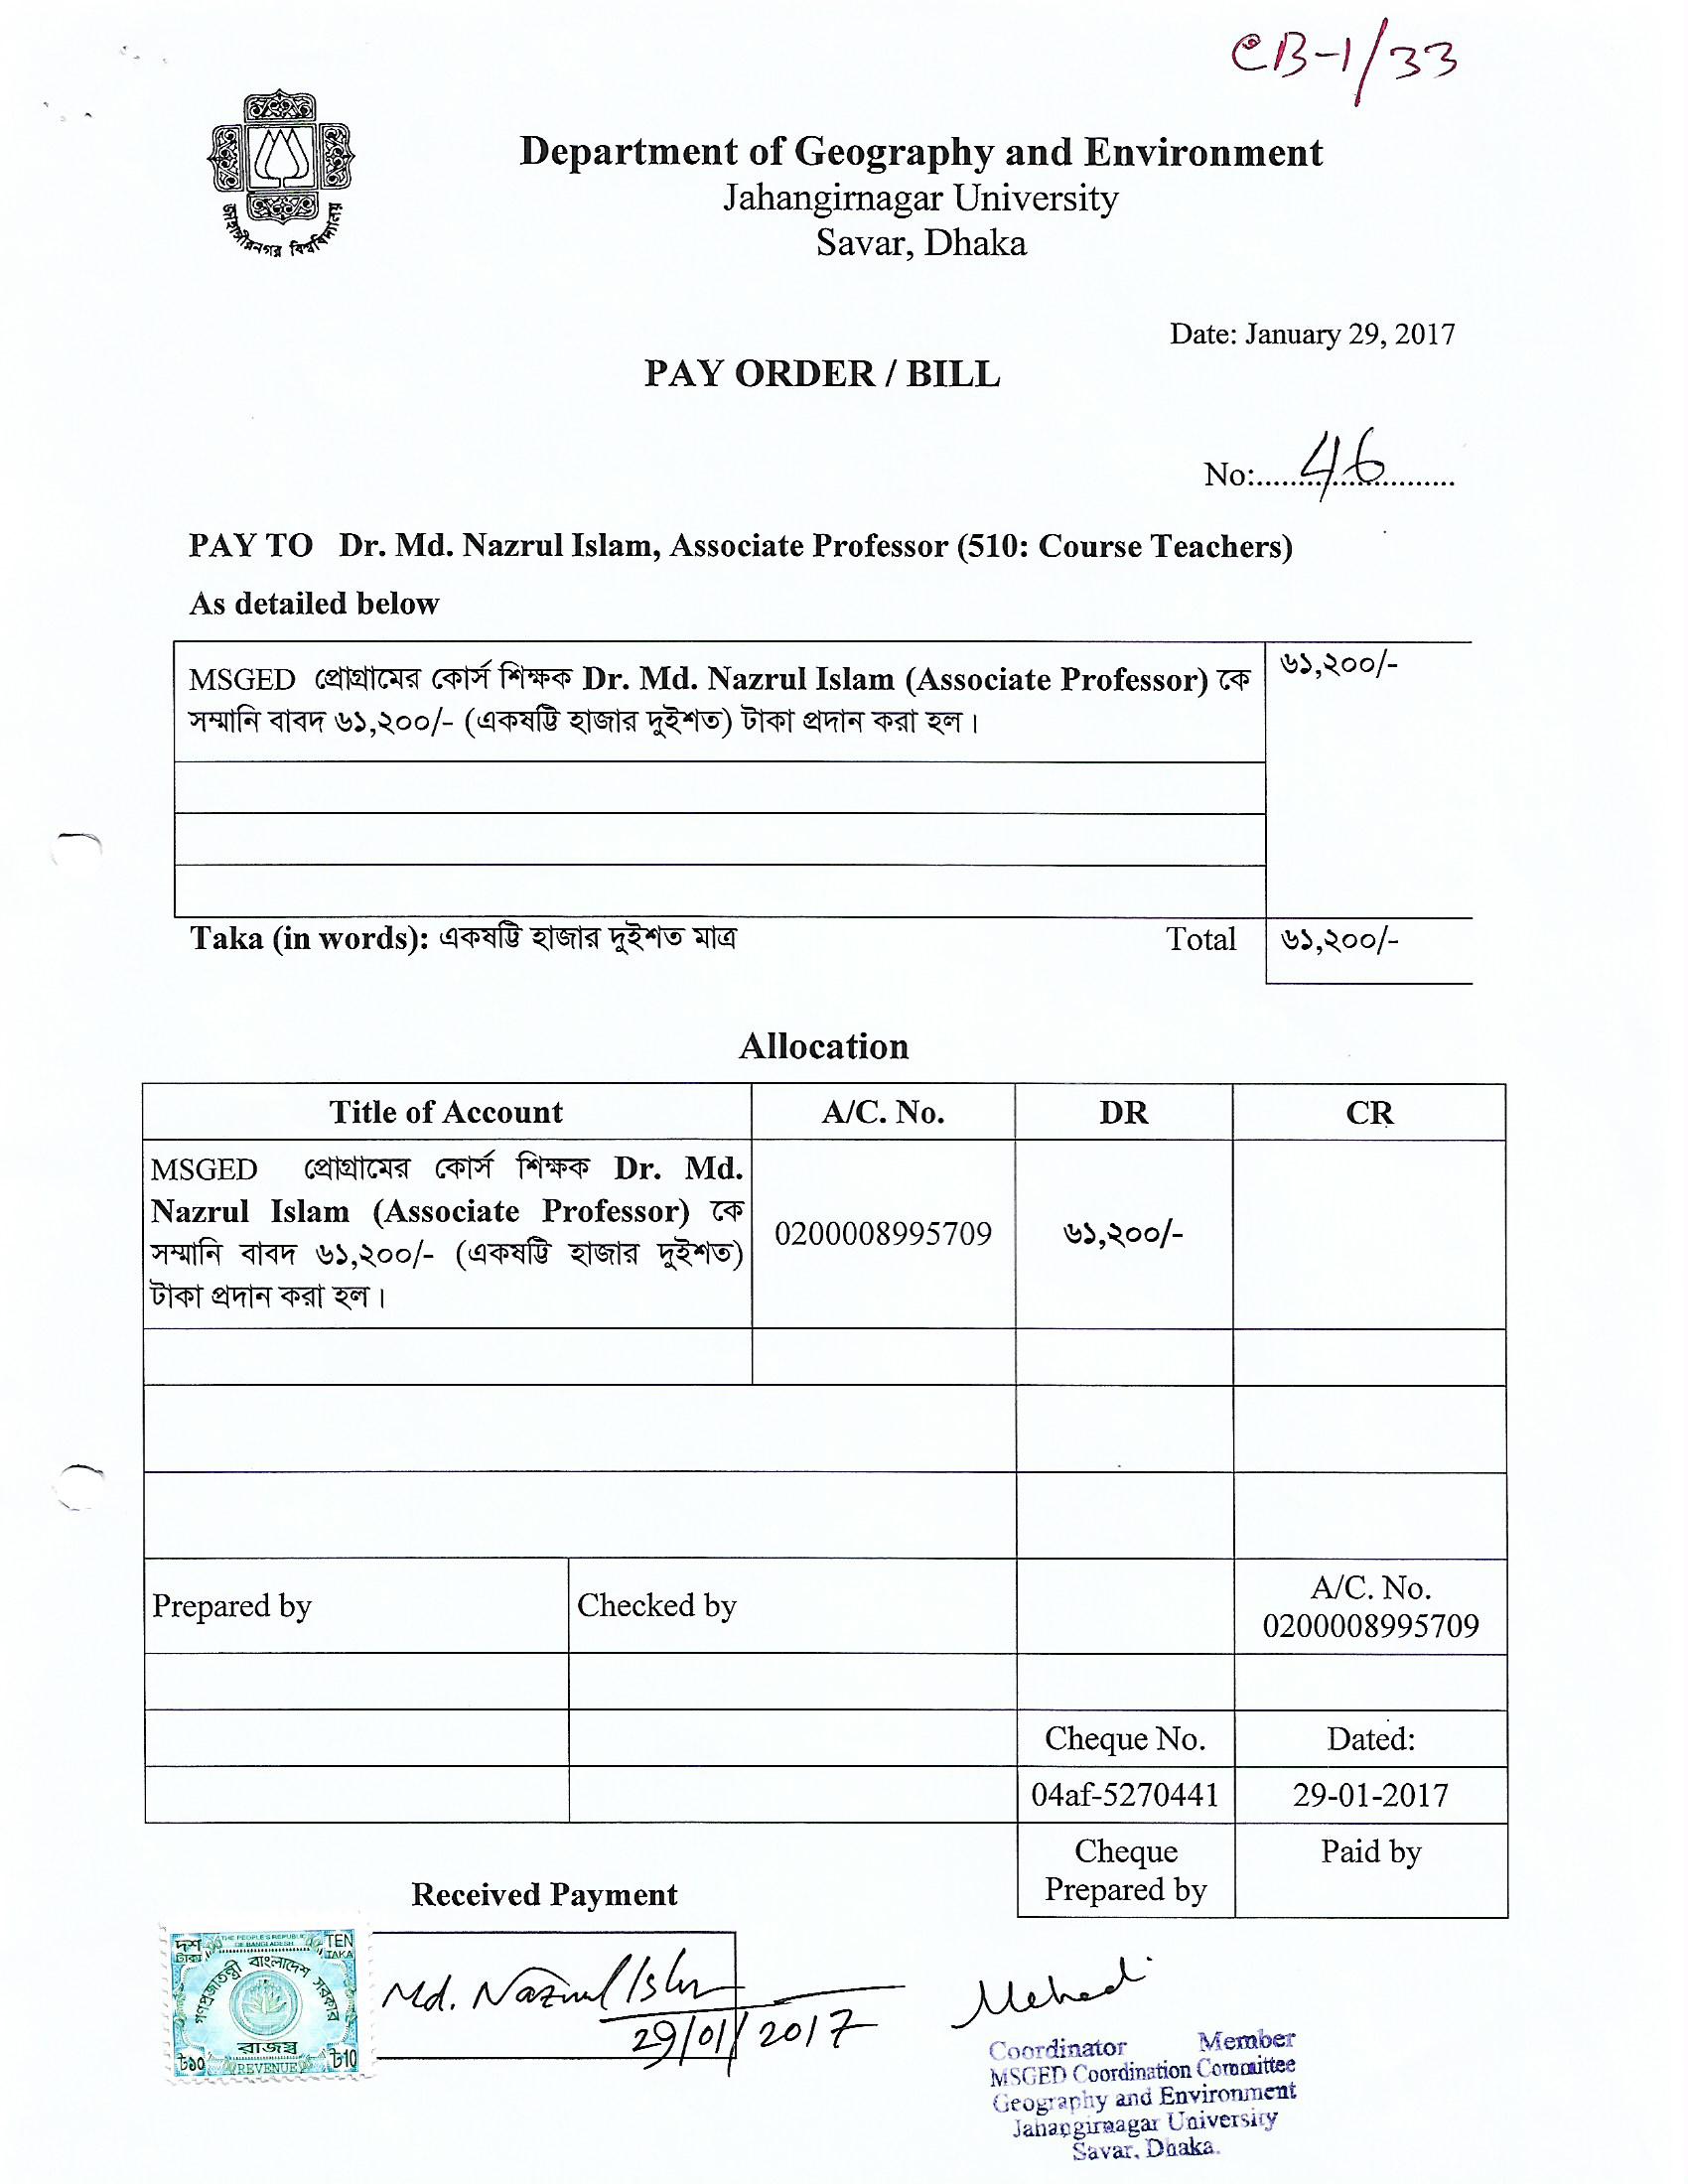 CB-1/33
জাহাঙ্গীরনগর বিশ্ববিদ্যালয়
Department of Geography and Environment
Jahangirnagar University
Savar, Dhaka
Date: January 29, 2017
PAY ORDER / BILL
No:....46....
PAY TO Dr. Md. Nazrul Islam, Associate Professor (510: Course Teachers)
As detailed below
MSGED প্রোগ্রামের কোর্স শিক্ষক Dr. Md. Nazrul Islam (Associate Professor) কে ৬১,২০০/-
সম্মানি বাবদ ৬১,২০০/- (একষট্টি হাজার দুইশত) টাকা প্রদান করা হল।
Taka (in words): একষট্টি হাজার দুইশত মাত্র Total ৬১,২০০/-
Allocation
Title of Account A/C. No. DR CR
MSGED প্রোগ্রামের কোর্স শিক্ষক Dr. Md.
Nazrul Islam (Associate Professor) কে
সম্মানি বাবদ ৬১,২০০/- (একষট্টি হাজার দুইশত)
টাকা প্রদান করা হল।
0200008995709 ৬১,২০০/-
Prepared by Checked by A/C. No.
0200008995709
Cheque No. Dated:
04af-5270441 29-01-2017
Cheque Paid by
Prepared by
Received Payment
দশ টাকা THE PEOPLE'S REPUBLIC OF BANGLADESH TEN TAKA
গণপ্রজাতন্ত্রী বাংলাদেশ সরকার
রাজস্ব
৳১০ REVENUE ৳10
Md. Nazrul Islam
29/01/2017
Mehedi
Coordinator Member
MSGED Coordination Committee
Geography and Environment
Jahangirnagar University
Savar, Dhaka.